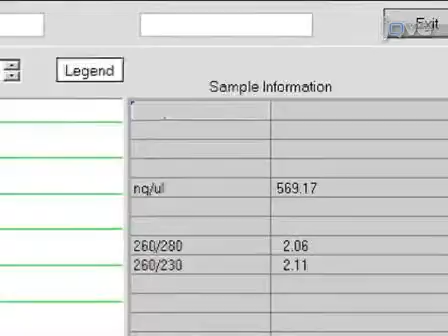 Exit
Legend
Sample Information
ng/ul 569.17
260/280 2.06
260/230 2.11